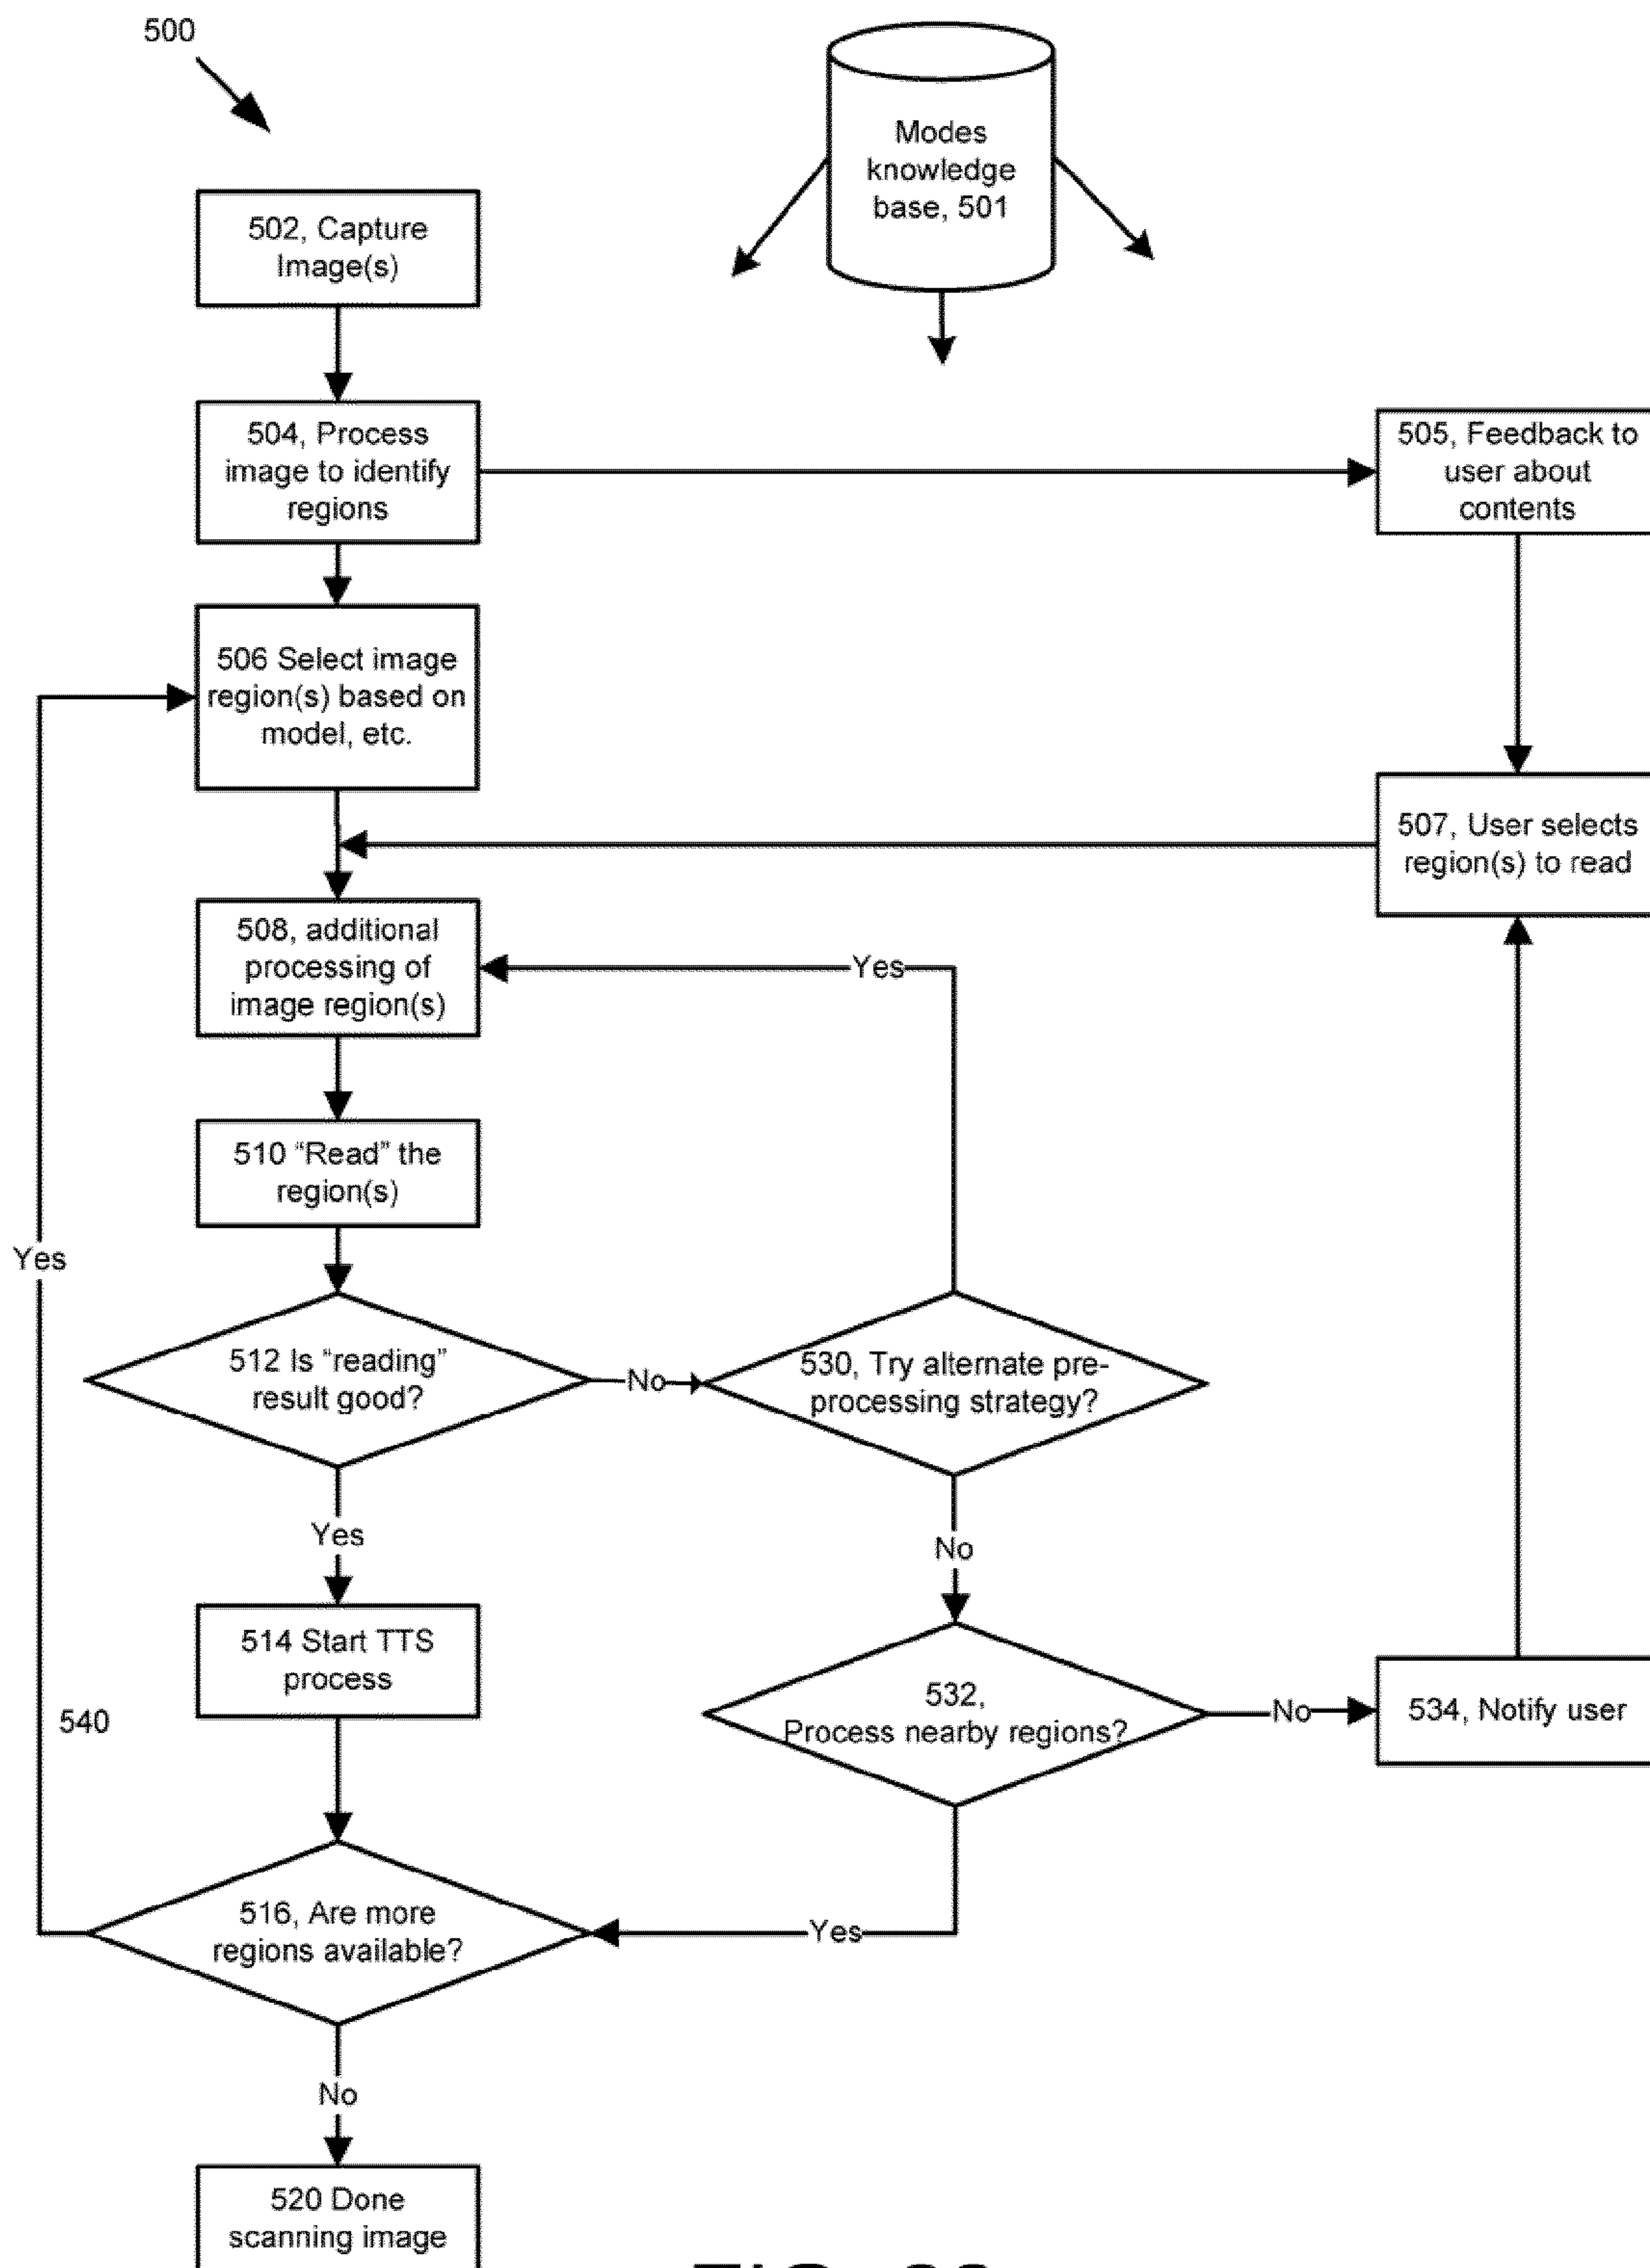 500
Modes
knowledge
base, 501
502, Capture
Image(s)
504, Process
image to identify
regions
505, Feedback to
user about
contents
506 Select image
region(s) based on
model, etc.
507, User selects
region(s) to read
508, additional
processing of
image region(s)
Yes
510 “Read” the
region(s)
Yes
512 Is “reading”
result good?
No
530, Try alternate pre-
processing strategy?
Yes
No
514 Start TTS
process
532,
Process nearby regions?
No
534, Notify user
540
516, Are more
regions available?
Yes
No
520 Done
scanning image